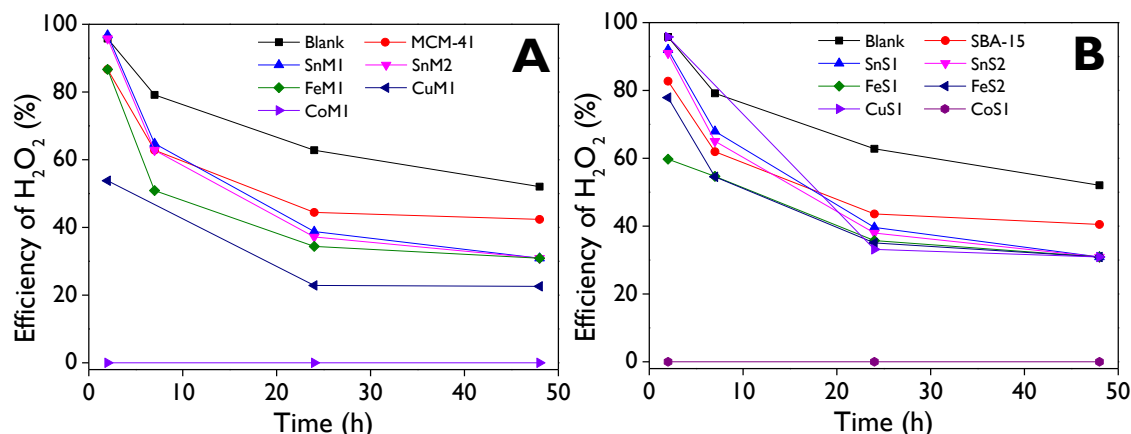 A
Efficiency of H₂O₂ (%)
100
80
60
40
20
0
Blank
MCM-41
SnM1
SnM2
FeM1
CuM1
CoM1
0 10 20 30 40 50
Time (h)
B
Efficiency of H₂O₂ (%)
100
80
60
40
20
0
Blank
SBA-15
SnS1
SnS2
FeS1
FeS2
CuS1
CoS1
0 10 20 30 40 50
Time (h)